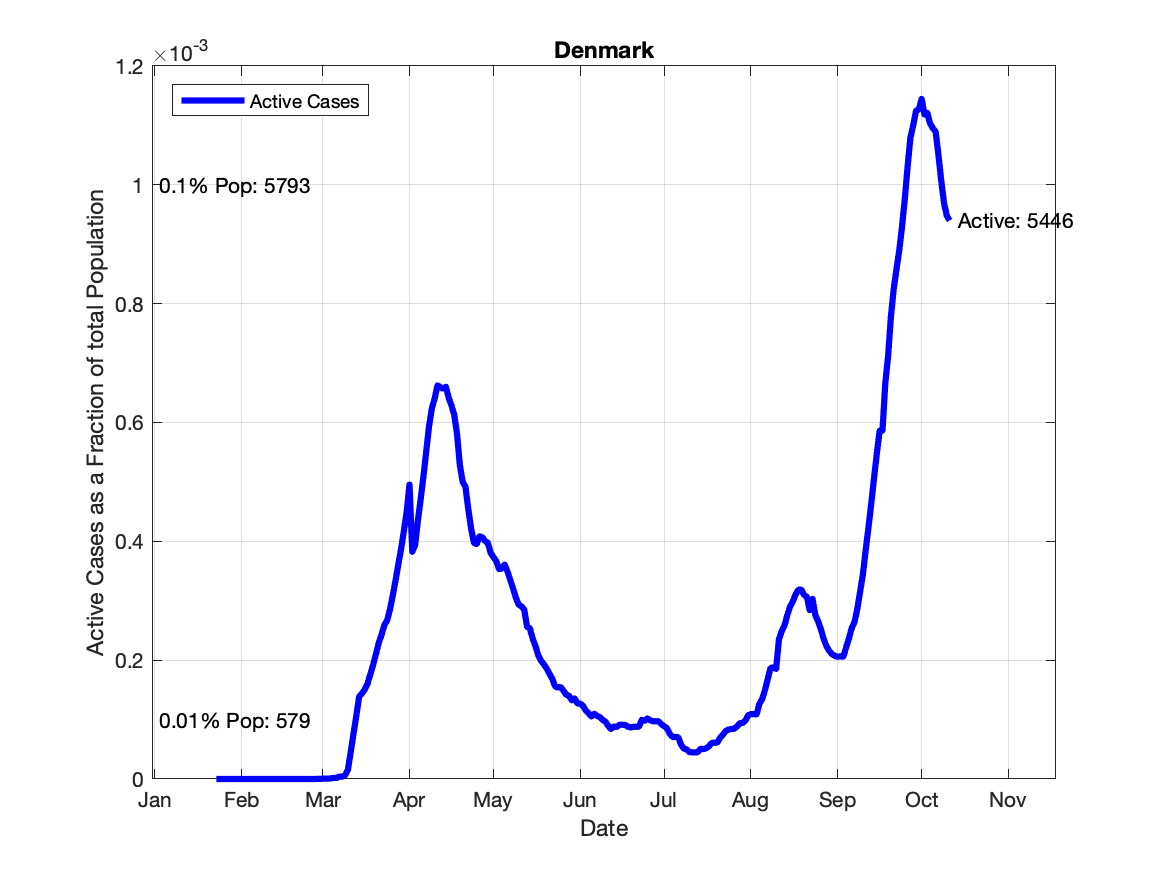 Denmark
×10-3
1.2
1
0.8
0.6
0.4
0.2
0
Active Cases as a Fraction of total Population
Active Cases
0.1% Pop: 5793
Active: 5446
0.01% Pop: 579
Jan Feb Mar Apr May Jun Jul Aug Sep Oct Nov
Date